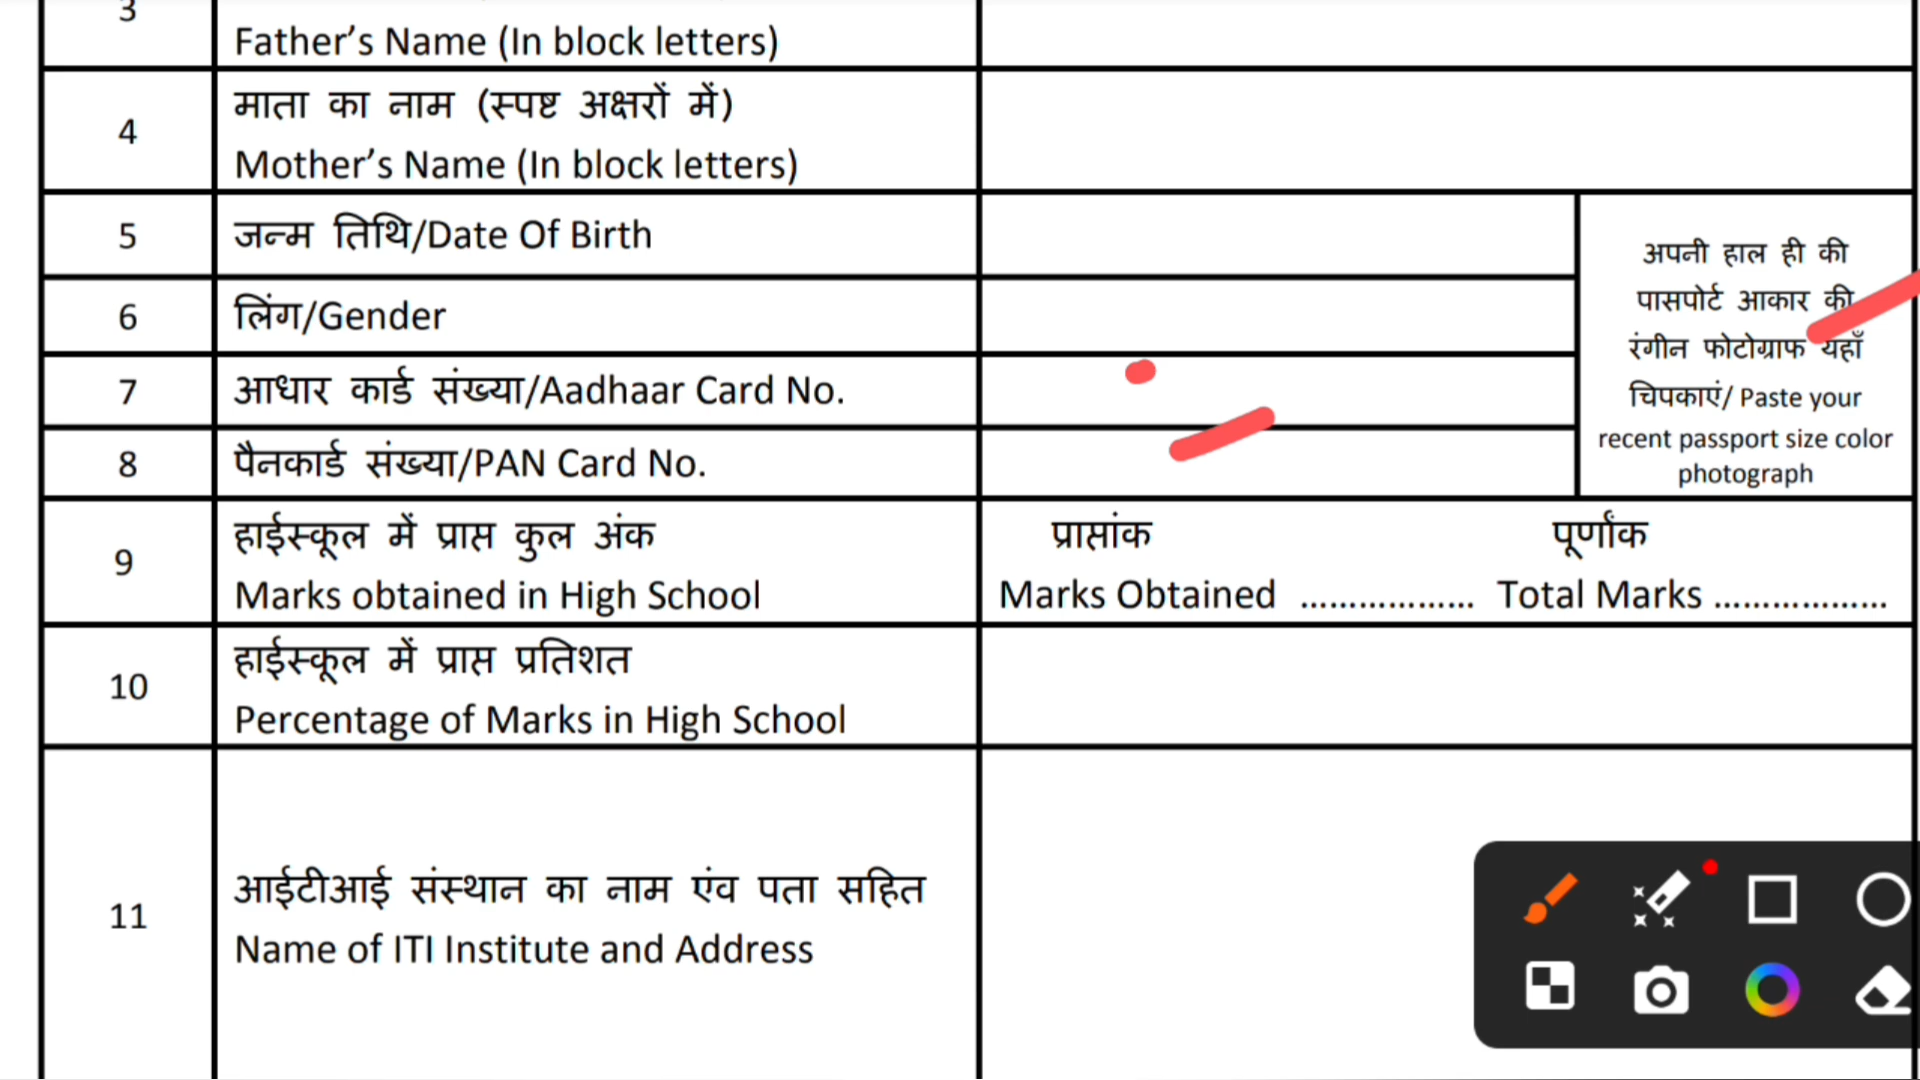 3
Father’s Name (In block letters)
4
माता का नाम (स्पष्ट अक्षरों में)
Mother’s Name (In block letters)
5
जन्म तिथि/Date Of Birth
6
लिंग/Gender
7
आधार कार्ड संख्या/Aadhaar Card No.
8
पैनकार्ड संख्या/PAN Card No.
अपनी हाल ही की
पासपोर्ट आकार की
रंगीन फोटोग्राफ यहाँ
चिपकाएं/ Paste your
recent passport size color
photograph
9
हाईस्कूल में प्राप्त कुल अंक
Marks obtained in High School
प्राप्तांक पूर्णांक
Marks Obtained .................. Total Marks ..................
10
हाईस्कूल में प्राप्त प्रतिशत
Percentage of Marks in High School
11
आईटीआई संस्थान का नाम एंव पता सहित
Name of ITI Institute and Address